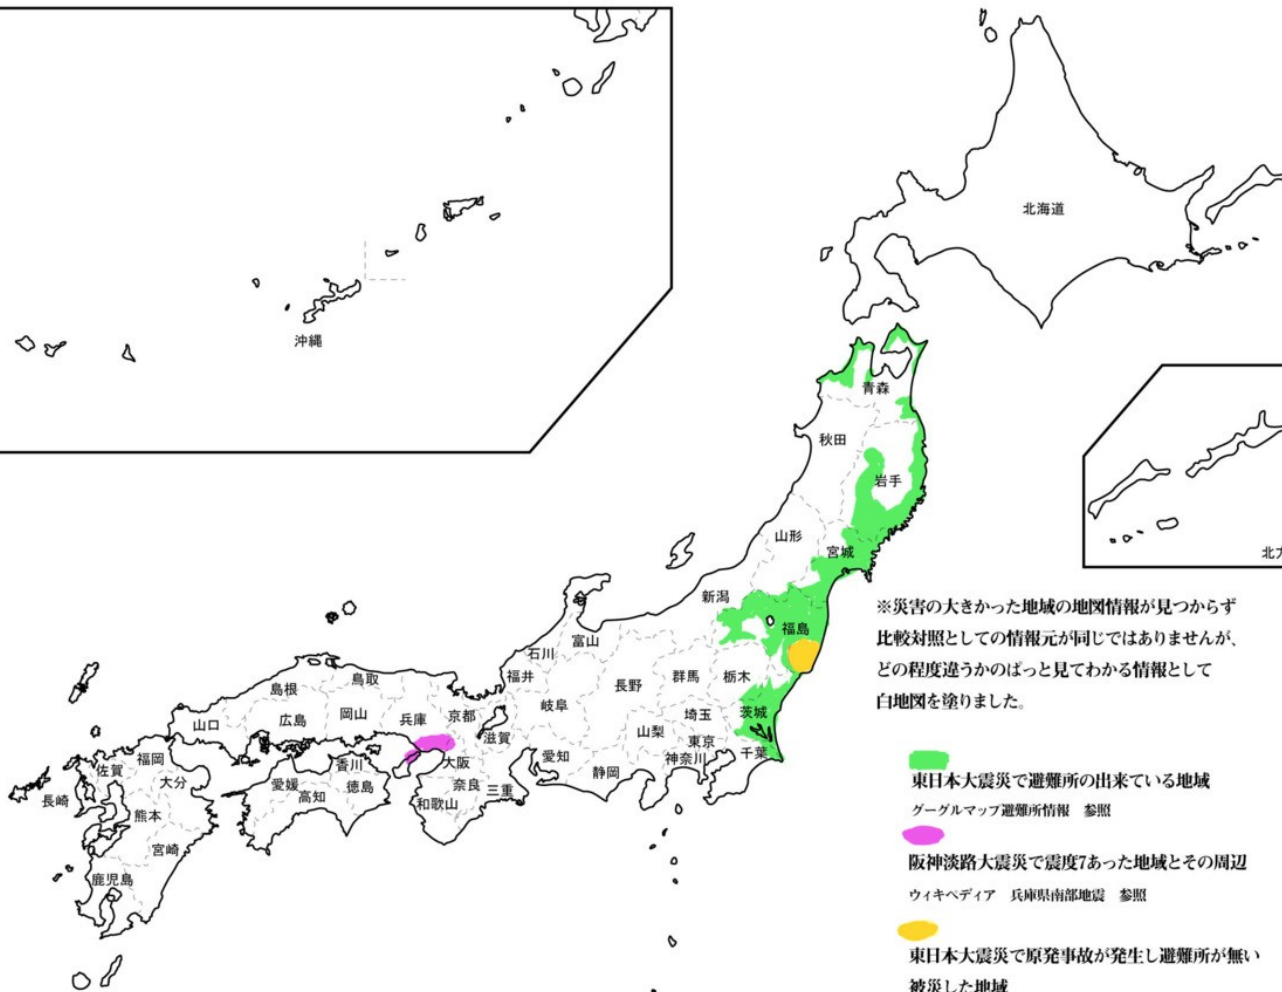 北海道
沖縄
青森
秋田
岩手
山形
宮城
新潟
福島
富山
石川
福井
長野
群馬
栃木
茨城
岐阜
山梨
埼玉
東京
神奈川
千葉
愛知
静岡
滋賀
京都
兵庫
大阪
奈良
三重
和歌山
鳥取
島根
岡山
広島
山口
香川
徳島
愛媛
高知
福岡
佐賀
長崎
大分
熊本
宮崎
鹿児島
北方
※災害の大きかった地域の地図情報が見つからず
比較対照としての情報元が同じではありませんが、
どの程度違うかのぱっと見てわかる情報として
白地図を塗りました。
東日本大震災で避難所の出来ている地域
グーグルマップ避難所情報　参照
阪神淡路大震災で震度7あった地域とその周辺
ウィキペディア　兵庫県南部地震　参照
東日本大震災で原発事故が発生し避難所が無い
被災した地域